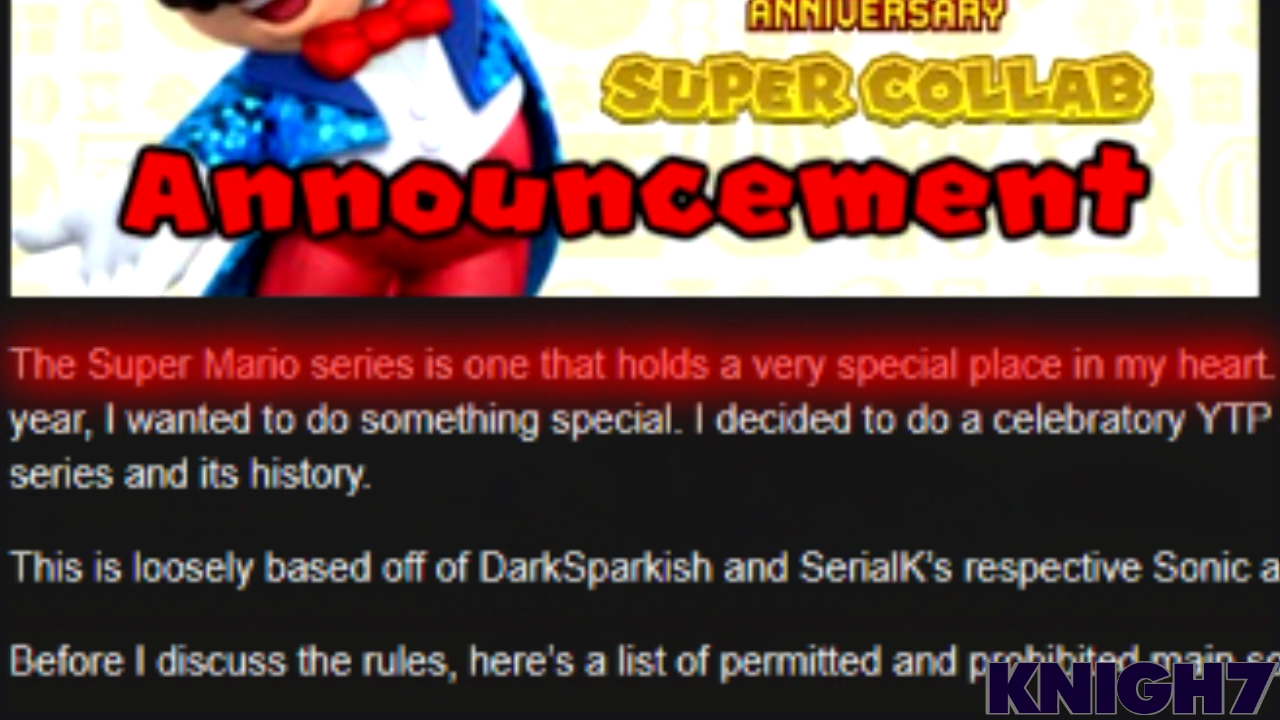 ANNIVERSARY
SUPER COLLAB
Announcement
The Super Mario series is one that holds a very special place in my heart.
year, I wanted to do something special. I decided to do a celebratory YTP
series and its history.
This is loosely based off of DarkSparkish and SerialK's respective Sonic a
Before I discuss the rules, here's a list of permitted and prohibited main
KNIGH7